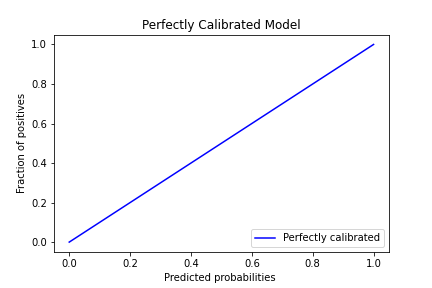 Perfectly Calibrated Model
1.0
0.8
0.6
0.4
0.2
0.0
Fraction of positives
Perfectly calibrated
0.0 0.2 0.4 0.6 0.8 1.0
Predicted probabilities